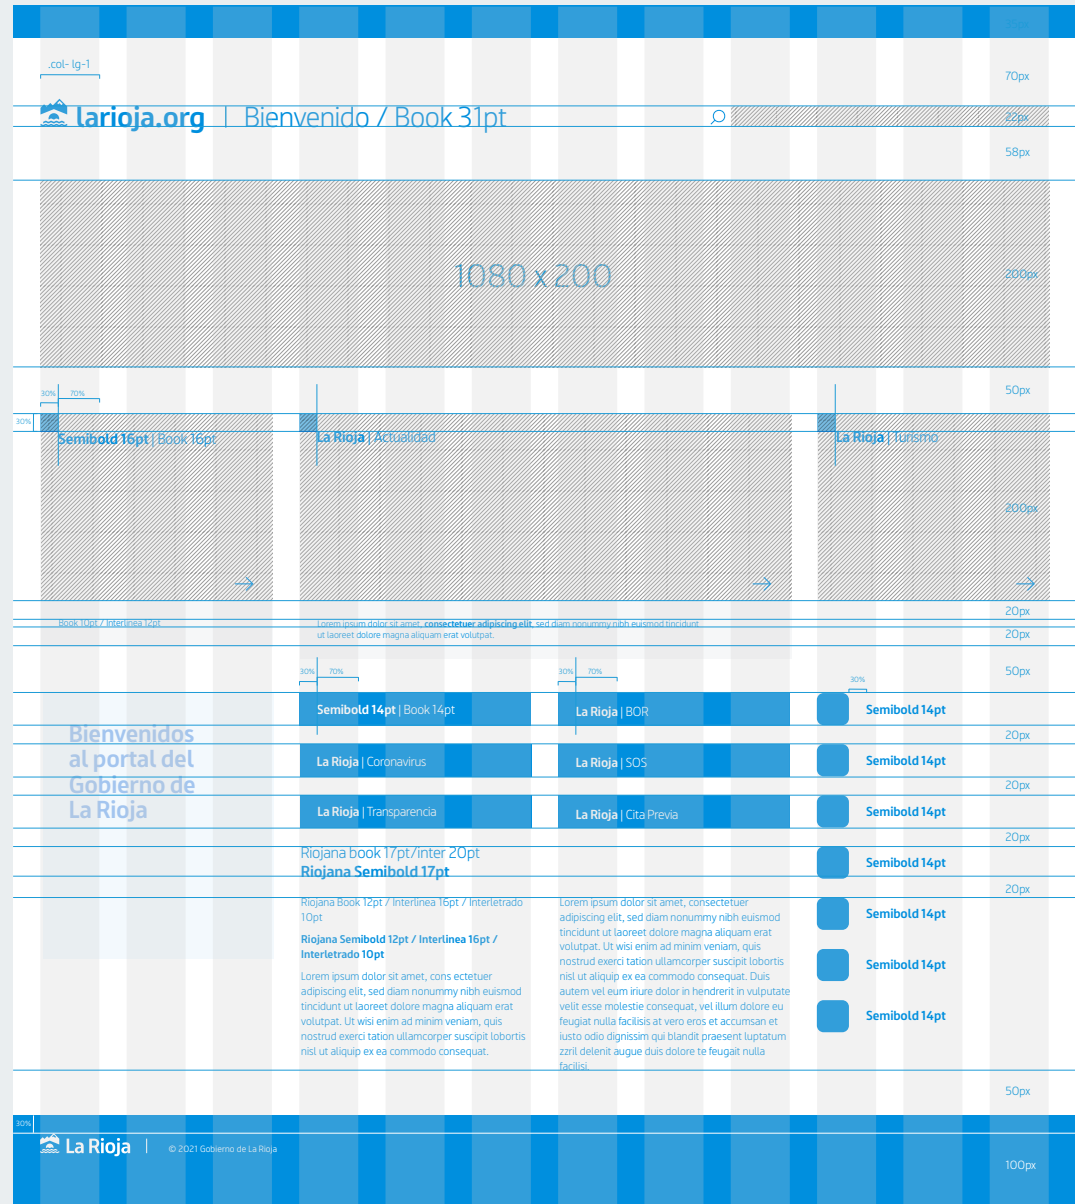 .col- lg-1
70px
larioja.org | Bienvenido / Book 31pt
22px
58px
1080 x 200
200px
50px
30% 70%
30%
Semibold 16pt | Book 16pt
La Rioja | Actualidad
La Rioja | Turismo
200px
20px
Book 10pt / Interlinea 12pt
Lorem ipsum dolor sit amet, consectetuer adipiscing elit, sed diam nonummy nibh euismod tincidunt
ut laoreet dolore magna aliquam erat volutpat.
20px
50px
30% 70%
30% 70%
30%
Semibold 14pt | Book 14pt
La Rioja | BOR
Semibold 14pt
20px
Bienvenidos
al portal del
Gobierno de
La Rioja
La Rioja | Coronavirus
La Rioja | SOS
Semibold 14pt
20px
La Rioja | Transparencia
La Rioja | Cita Previa
Semibold 14pt
20px
Riojana book 17pt/inter 20pt
Riojana Semibold 17pt
Semibold 14pt
20px
Riojana Book 12pt / Interlinea 16pt / Interletrado
10pt
Riojana Semibold 12pt / Interlinea 16pt /
Interletrado 10pt
Lorem ipsum dolor sit amet, cons ectetuer
adipiscing elit, sed diam nonummy nibh euismod
tincidunt ut laoreet dolore magna aliquam erat
volutpat. Ut wisi enim ad minim veniam, quis
nostrud exerci tation ullamcorper suscipit lobortis
nisl ut aliquip ex ea commodo consequat.
Lorem ipsum dolor sit amet, consectetuer
adipiscing elit, sed diam nonummy nibh euismod
tincidunt ut laoreet dolore magna aliquam erat
volutpat. Ut wisi enim ad minim veniam, quis
nostrud exerci tation ullamcorper suscipit lobortis
nisl ut aliquip ex ea commodo consequat. Duis
autem vel eum iriure dolor in hendrerit in vulputate
velit esse molestie consequat, vel illum dolore eu
feugiat nulla facilisis at vero eros et accumsan et
iusto odio dignissim qui blandit praesent luptatum
zzril delenit augue duis dolore te feugait nulla
facilisi.
Semibold 14pt
Semibold 14pt
Semibold 14pt
50px
30%
La Rioja | © 2021 Gobierno de La Rioja
100px